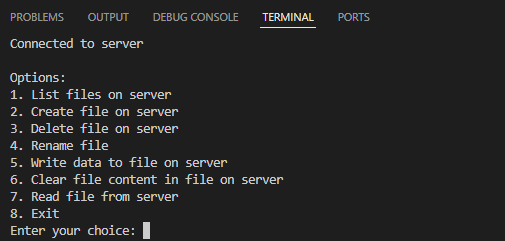 PROBLEMS OUTPUT DEBUG CONSOLE TERMINAL PORTS
Connected to server
Options:
1. List files on server
2. Create file on server
3. Delete file on server
4. Rename file
5. Write data to file on server
6. Clear file content in file on server
7. Read file from server
8. Exit
Enter your choice: